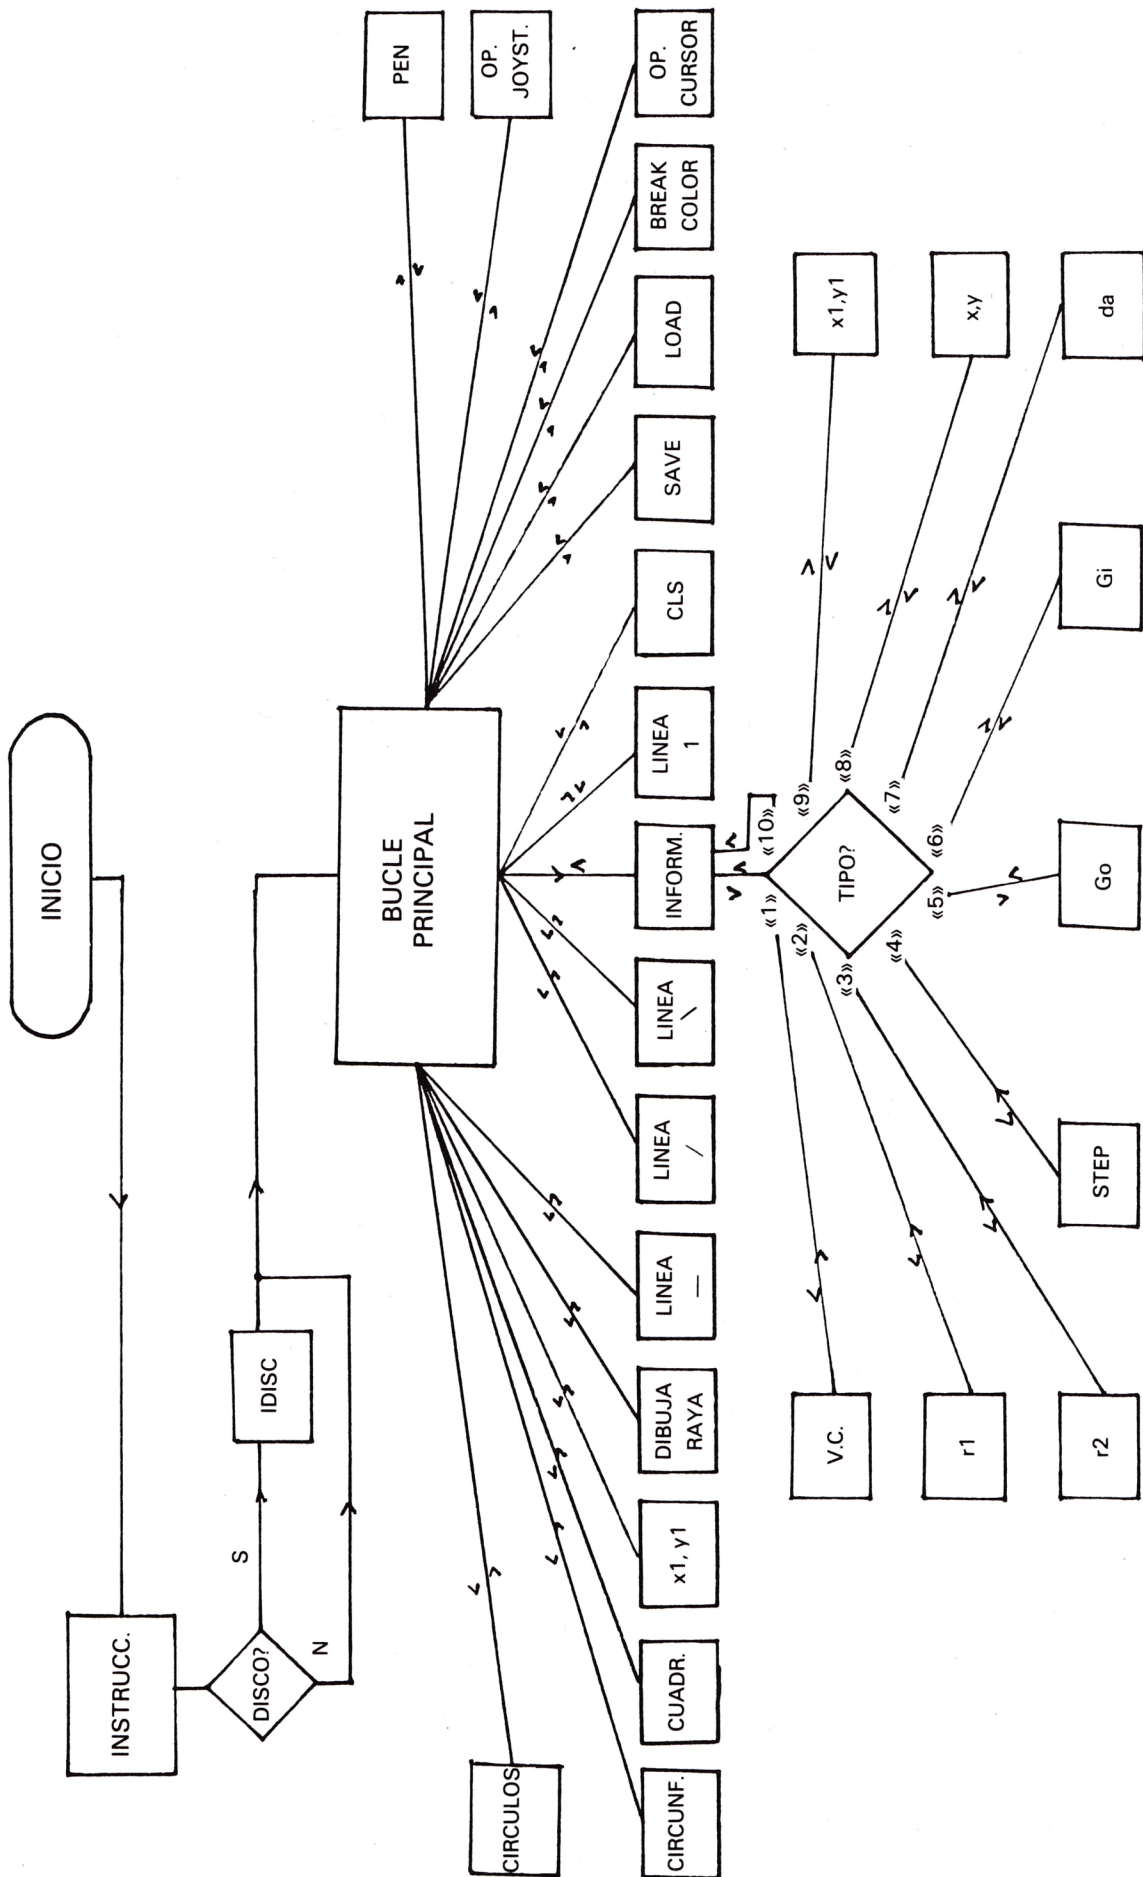 INICIO
INSTRUCC.
DISCO?
S
N
IDISC
BUCLE
PRINCIPAL
CIRCULOS
PEN
OP.
JOYST.
CIRCUNF.
CUADR.
x1, y1
DIBUJA
RAYA
LINEA
—
LINEA
/
LINEA
\
INFORM.
LINEA
1
CLS
SAVE
LOAD
BREAK
COLOR
OP.
CURSOR
TIPO?
«1»
«2»
«3»
«4»
«5»
«6»
«7»
«8»
«9»
«10»
V.C.
r1
r2
STEP
Go
Gi
da
x,y
x1,y1